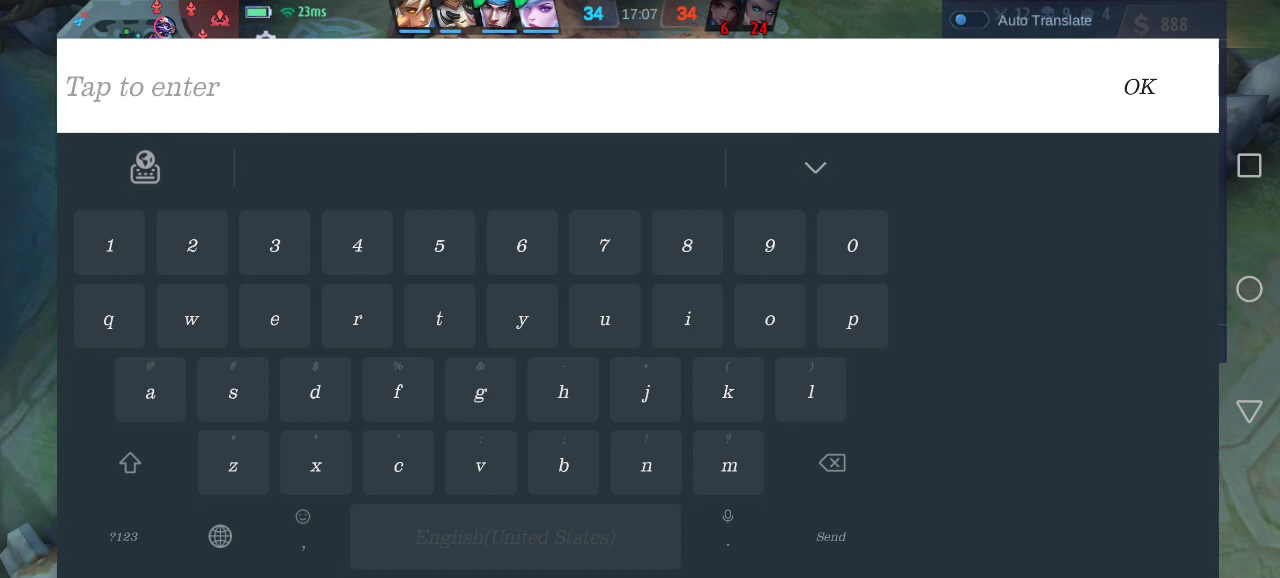 23ms
34 17:07 34
6 24
Auto Translate
$ 888
Tap to enter
OK
1 2 3 4 5 6 7 8 9 0
q w e r t y u i o p
@ # $ % & - + ( )
a s d f g h j k l
: ; ! ?
z x c v b n m
?123 , English(United States) . Send